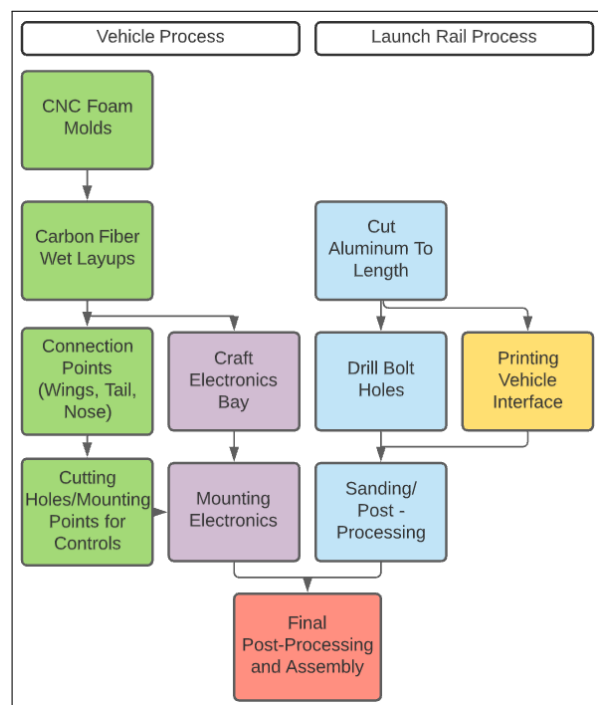 Vehicle Process
Launch Rail Process
CNC Foam
Molds
Carbon Fiber
Wet Layups
Cut
Aluminum To
Length
Connection
Points
(Wings, Tail,
Nose)
Craft
Electronics
Bay
Drill Bolt
Holes
Printing
Vehicle
Interface
Cutting
Holes/Mounting
Points for
Controls
Mounting
Electronics
Sanding/
Post -
Processing
Final
Post-Processing
and Assembly